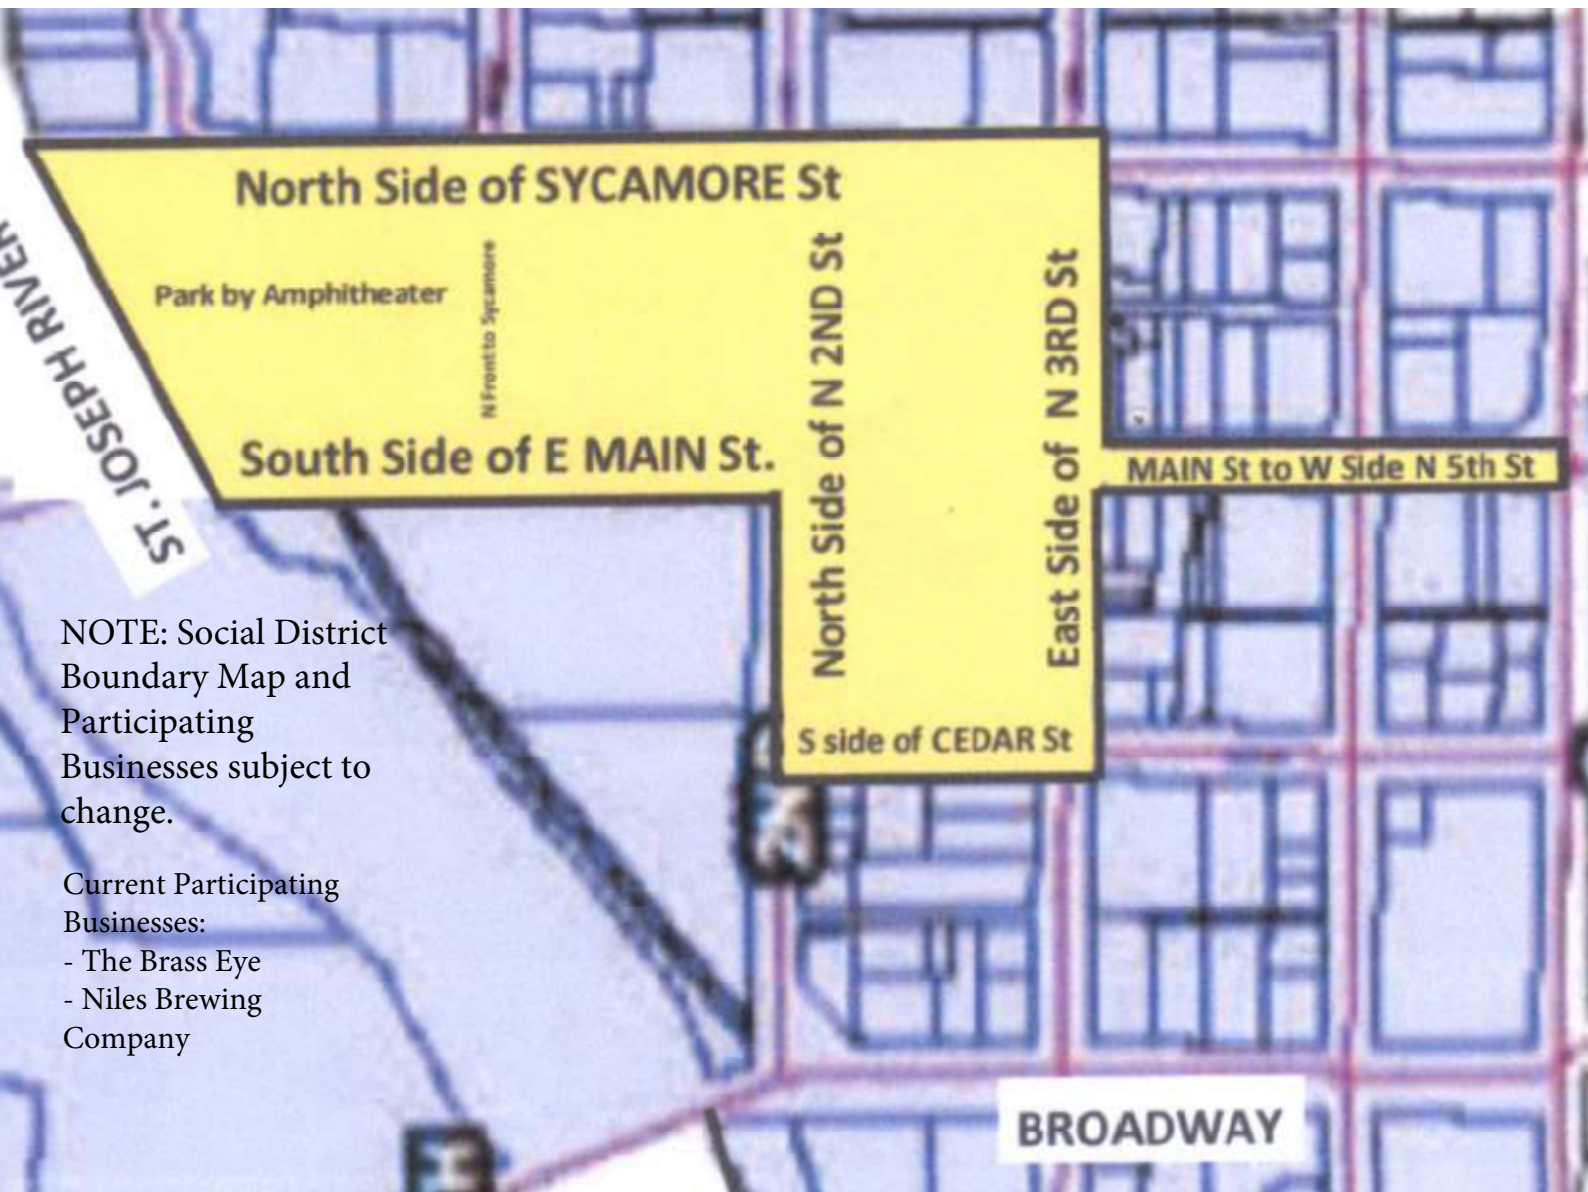 North Side of SYCAMORE St
Park by Amphitheater
N Front to Sycamore
North Side of N 2ND St
East Side of N 3RD St
South Side of E MAIN St.
MAIN St to W Side N 5th St
ST. JOSEPH RIVER
S side of CEDAR St
NOTE: Social District
Boundary Map and
Participating
Businesses subject to
change.
Current Participating
Businesses:
- The Brass Eye
- Niles Brewing
Company
BROADWAY